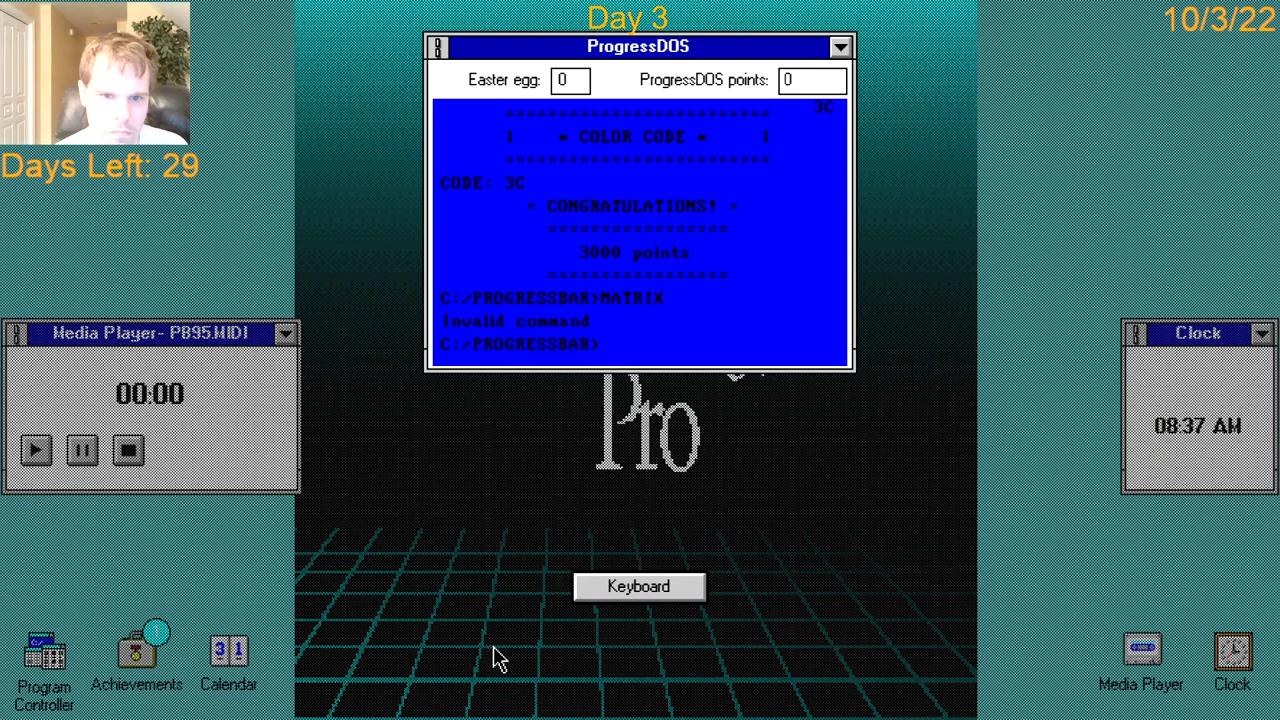 Day 3
10/3/22
Days Left: 29
ProgressDOS
Easter egg: 0
ProgressDOS points: 0
3C
========================
| * COLOR CODE * |
========================
CODE: 3C
= CONGRATULATIONS! =
=================
3000 points
=================
C:/PROGRESSBAR>MATRIX
Invalid command
C:/PROGRESSBAR>_
Media Player- PB95.MIDI
00:00
Clock
08:37 AM
Pro
Keyboard
Program
Controller
1
Achievements
3 1
Calendar
Media Player
Clock